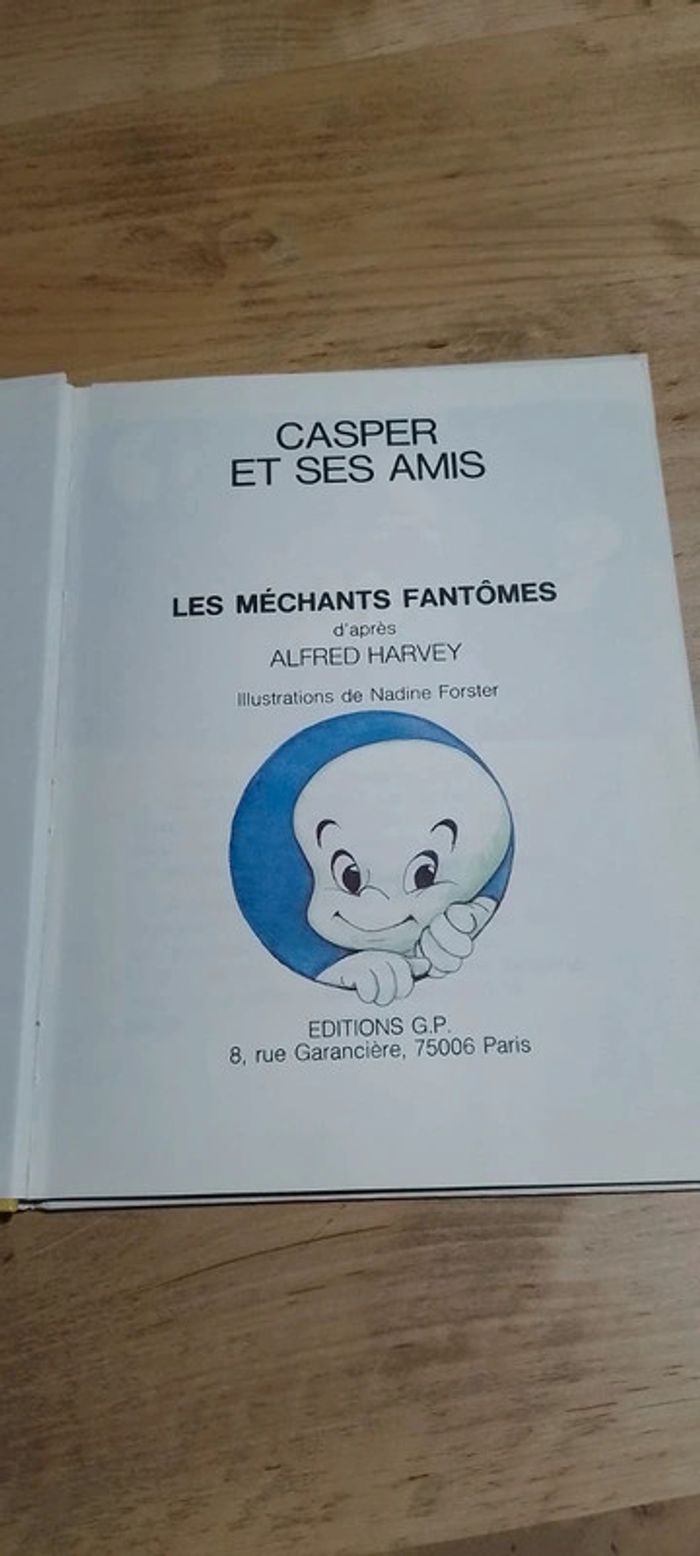 CASPER
ET SES AMIS
LES MÉCHANTS FANTÔMES
d'après
ALFRED HARVEY
Illustrations de Nadine Forster
EDITIONS G.P.
8, rue Garancière, 75006 Paris